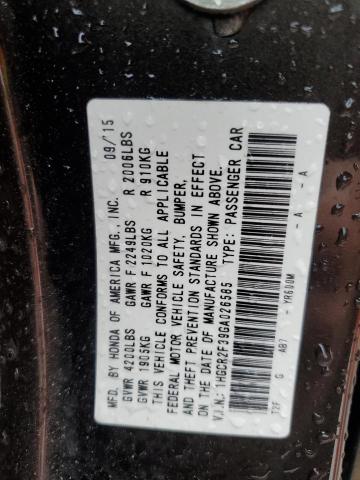 MFD. BY HONDA OF AMERICA MFG., INC. 09/15
GVWR 4200LBS GAWR F 2249LBS R 2006LBS
GVWR 1905KG GAWR F 1020KG R 910KG
THIS VEHICLE CONFORMS TO ALL APPLICABLE
FEDERAL MOTOR VEHICLE SAFETY, BUMPER,
AND THEFT PREVENTION STANDARDS IN EFFECT
ON THE DATE OF MANUFACTURE SHOWN ABOVE.
V.I.N.: 1HGCR2F39GA026565 TYPE: PASSENGER CAR
T2F G AB7 YR600M - A - A